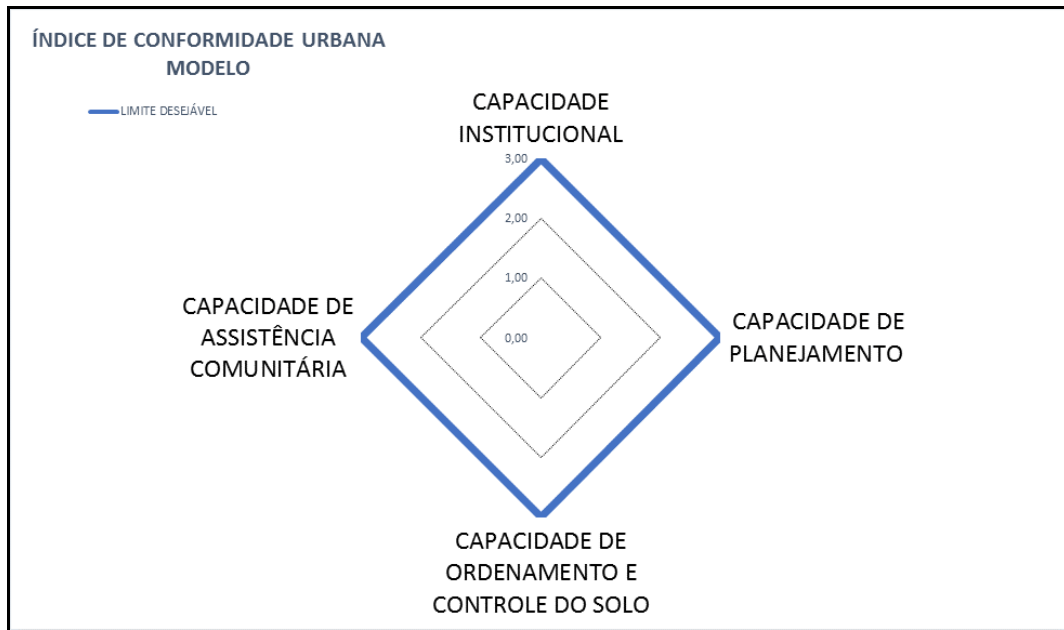 ÍNDICE DE CONFORMIDADE URBANA
MODELO
LIMITE DESEJÁVEL
CAPACIDADE
INSTITUCIONAL
3,00
2,00
1,00
0,00
CAPACIDADE DE
ASSISTÊNCIA
COMUNITÁRIA
CAPACIDADE DE
PLANEJAMENTO
CAPACIDADE DE
ORDENAMENTO E
CONTROLE DO SOLO